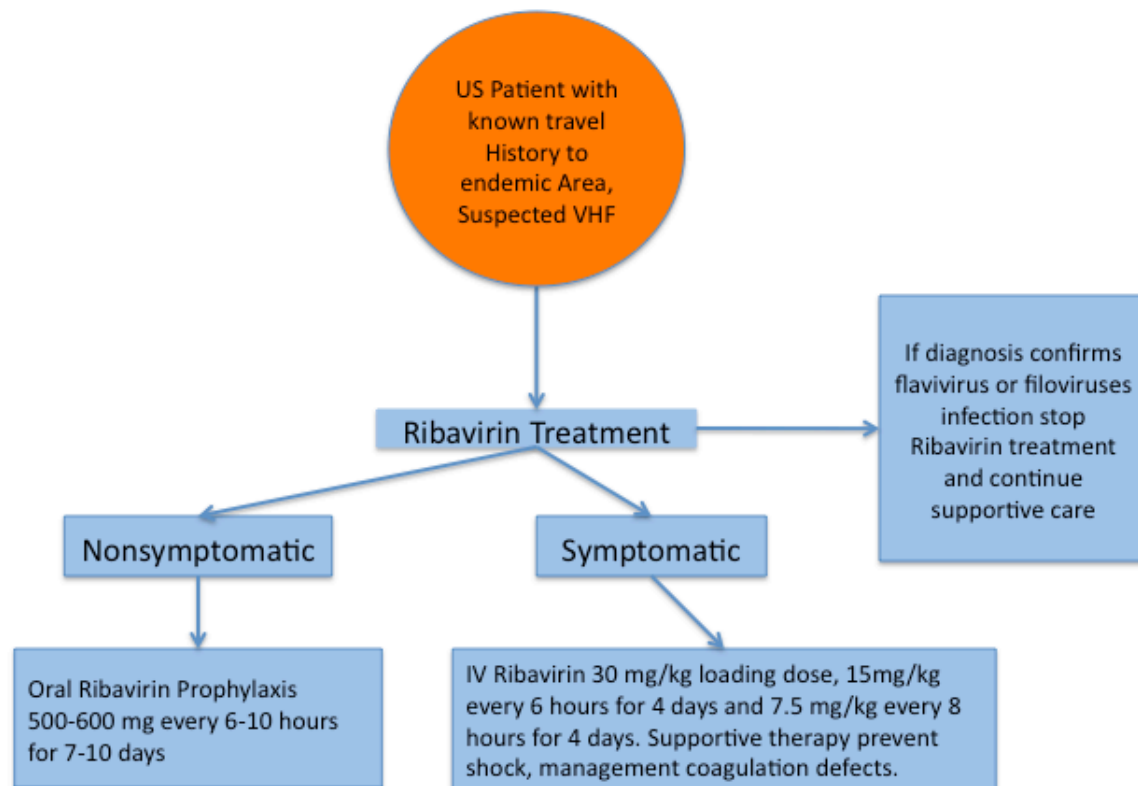 US Patient with
known travel
History to
endemic Area,
Suspected VHF
If diagnosis confirms
flavivirus or filoviruses
infection stop
Ribavirin treatment
and continue
supportive care
Ribavirin Treatment
Nonsymptomatic
Symptomatic
Oral Ribavirin Prophylaxis
500-600 mg every 6-10 hours
for 7-10 days
IV Ribavirin 30 mg/kg loading dose, 15mg/kg
every 6 hours for 4 days and 7.5 mg/kg every 8
hours for 4 days. Supportive therapy prevent
shock, management coagulation defects.